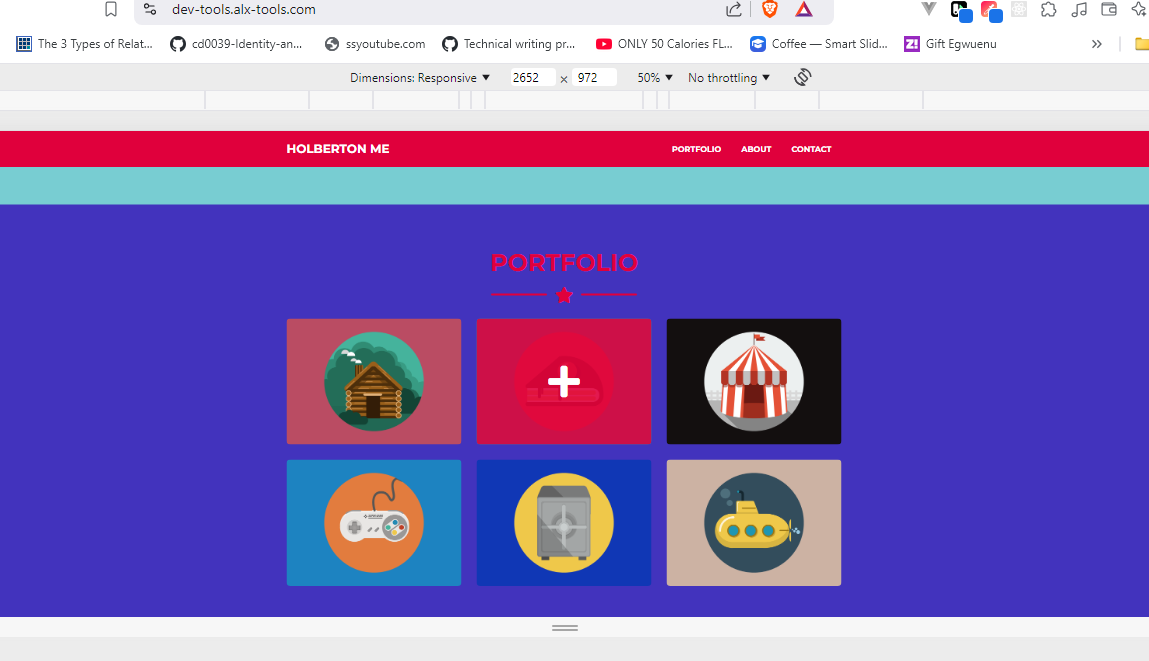 dev-tools.alx-tools.com
The 3 Types of Relat... cd0039-Identity-an... ssyoutube.com Technical writing pr... ONLY 50 Calories FL... Coffee — Smart Slid... Z! Gift Egwuenu »
Dimensions: Responsive 2652 × 972 50% No throttling
HOLBERTON ME PORTFOLIO ABOUT CONTACT
PORTFOLIO